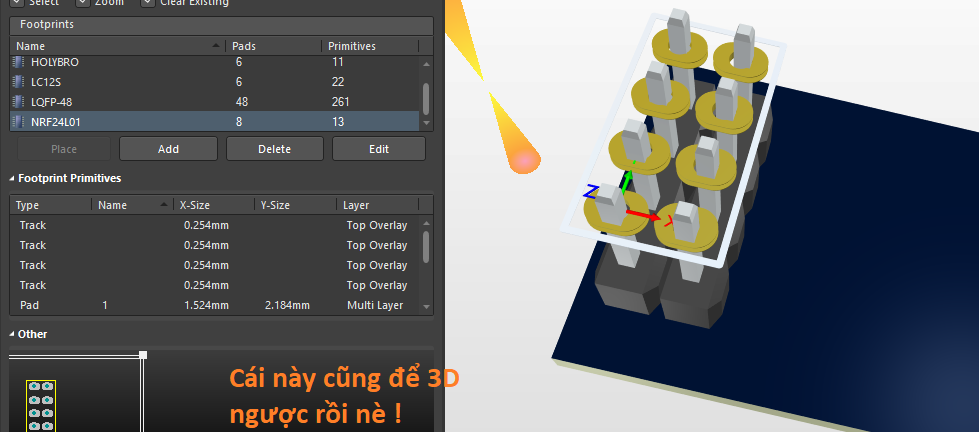 Select Zoom Clear Existing
Footprints
Name Pads Primitives
HOLYBRO 6 11
LC12S 6 22
LQFP-48 48 261
NRF24L01 8 13
Place Add Delete Edit
Footprint Primitives
Type Name X-Size Y-Size Layer
Track 0.254mm Top Overlay
Track 0.254mm Top Overlay
Track 0.254mm Top Overlay
Track 0.254mm Top Overlay
Pad 1 1.524mm 2.184mm Multi Layer
Other
Z
X
Cái này cũng để 3D
ngược rồi nè !